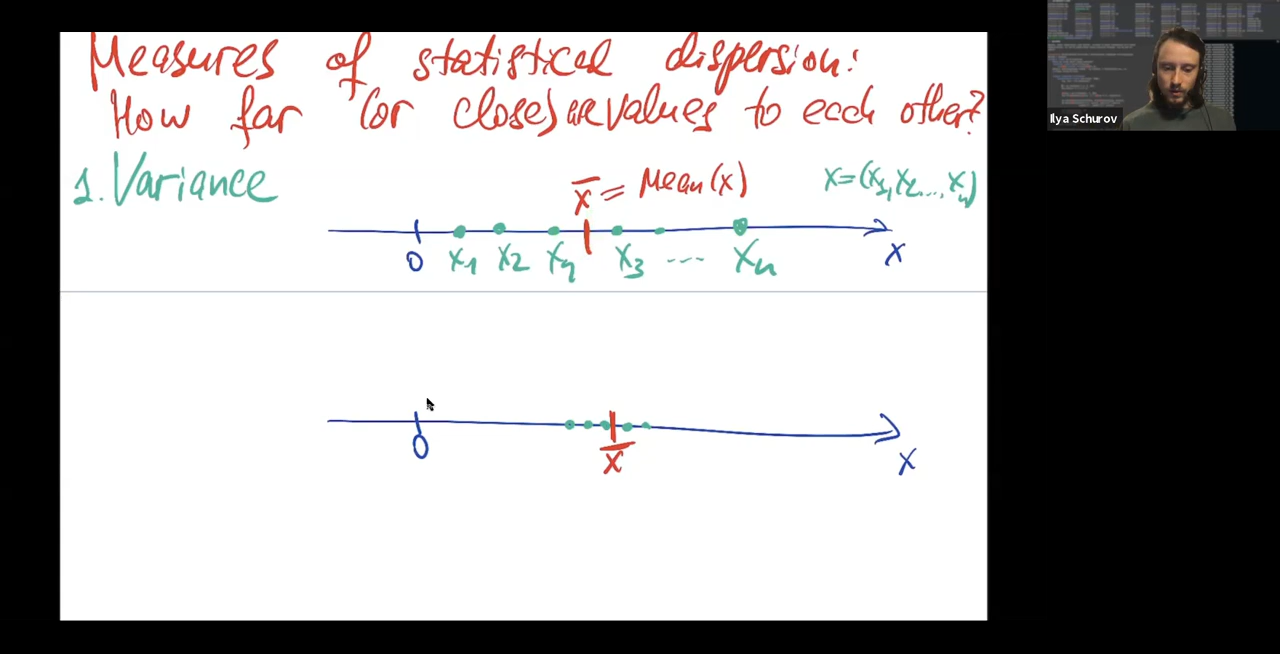 Measures of statistical dispersion:
How far (or close) are values to each other?
Ilya Schurov
1. Variance
x̅ = Mean(x)
x=(x₁,x₂...,xₙ)
0 x₁ x₂ x₄ x₃ ... xₙ x
0 x̅ x